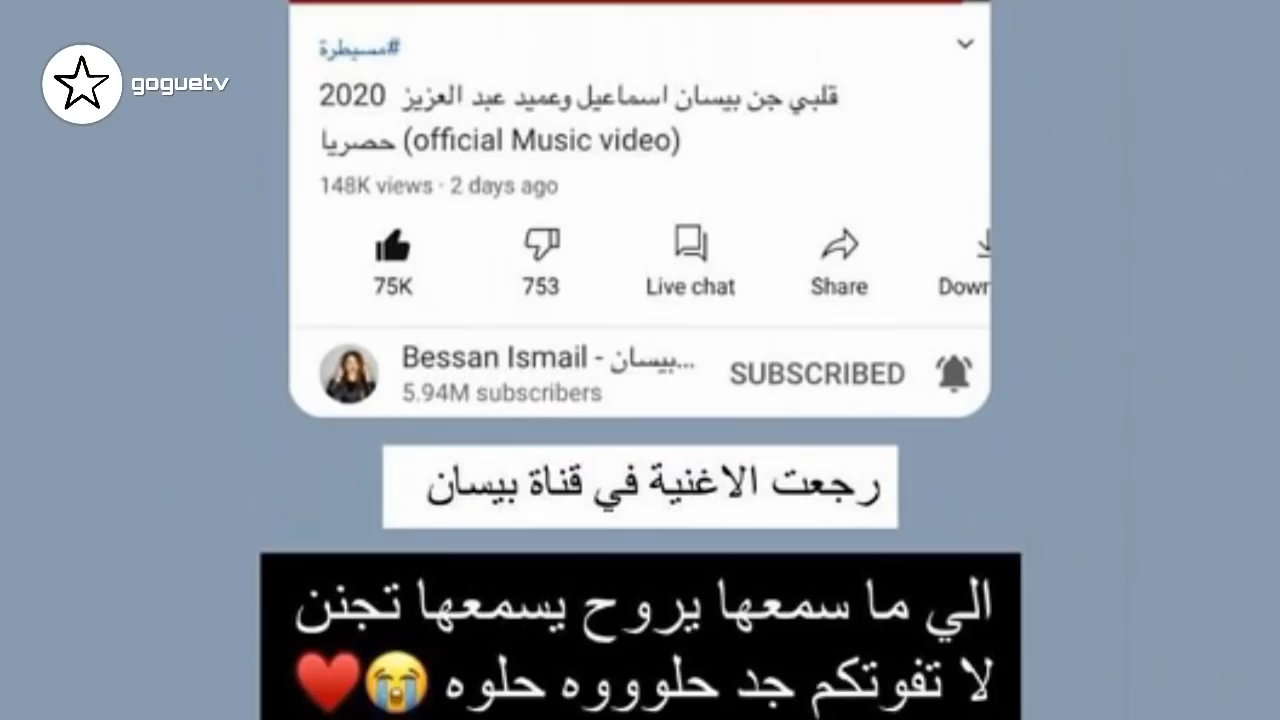 goguetv
#مسيطرة
قلبي جن بيسان اسماعيل وعميد عبد العزيز 2020
حصريا (official Music video)
148K views · 2 days ago
75K
753
Live chat
Share
Down
Bessan Ismail - بيسان...
5.94M subscribers
SUBSCRIBED
رجعت الاغنية في قناة بيسان
الي ما سمعها يروح يسمعها تجنن
لا تفوتكم جد حلوووه حلوه 😭❤️